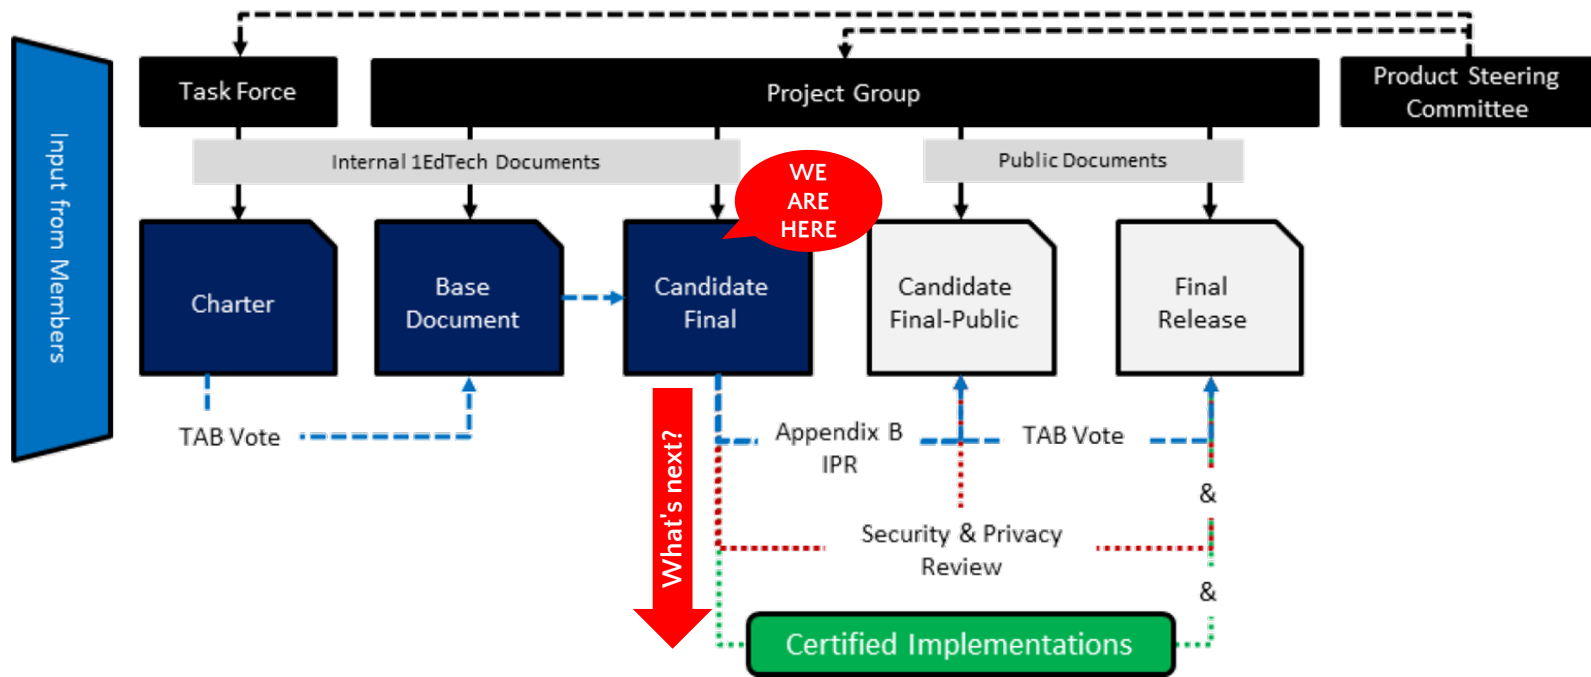 Input from Members
Task Force
Project Group
Product Steering
Committee
Internal 1EdTech Documents
Public Documents
WE
ARE
HERE
Charter
Base
Document
Candidate
Final
Candidate
Final-Public
Final
Release
TAB Vote
What's next?
Appendix B
IPR
TAB Vote
&
Security & Privacy
Review
&
Certified Implementations